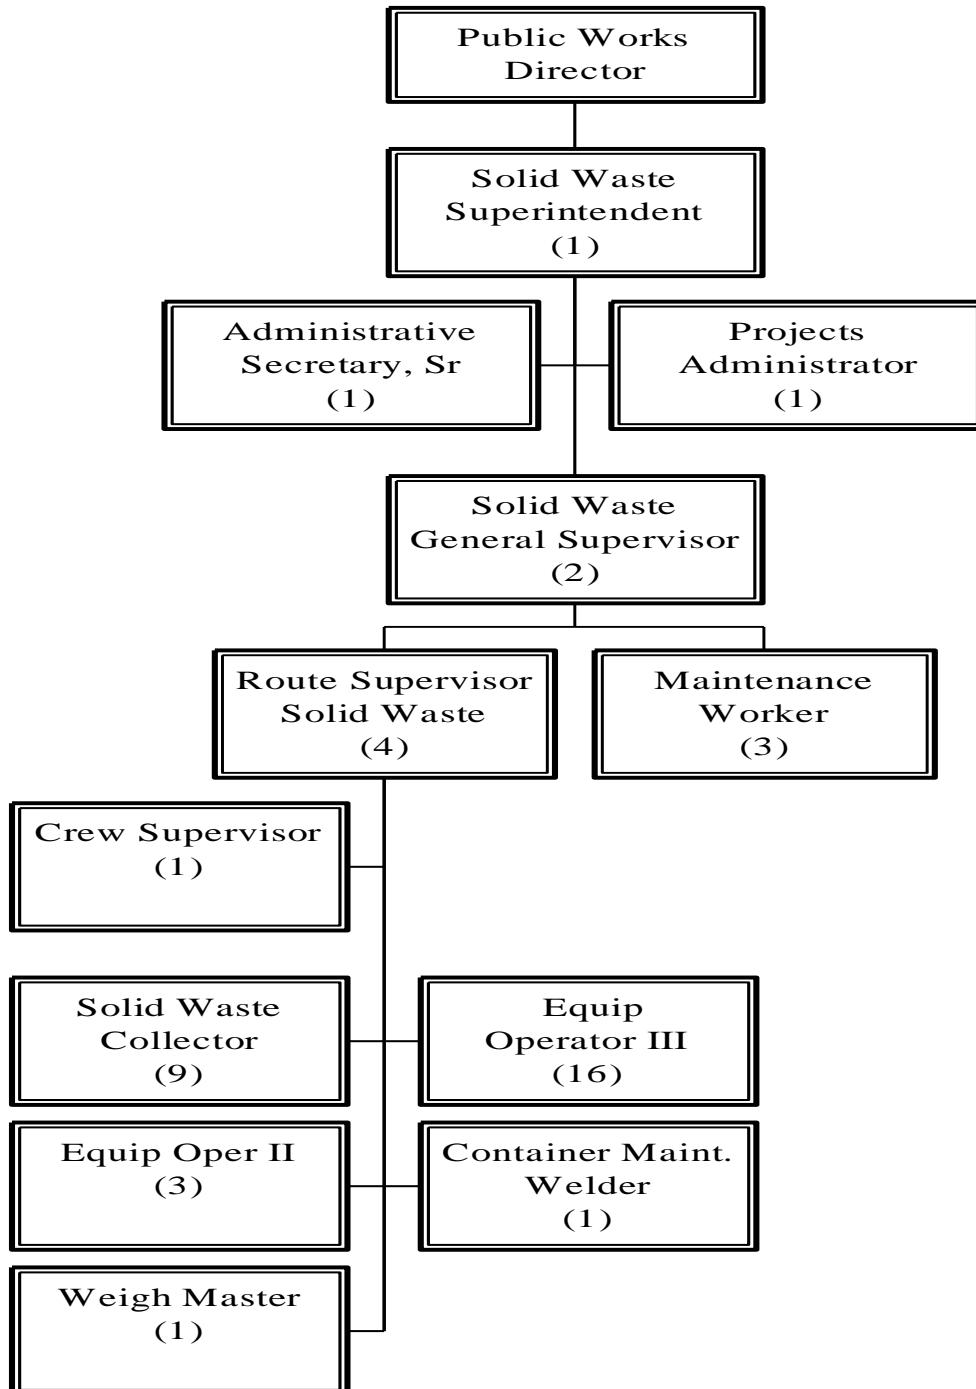 Public Works
Director
Solid Waste
Superintendent
(1)
Administrative
Secretary, Sr
(1)
Projects
Administrator
(1)
Solid Waste
General Supervisor
(2)
Route Supervisor
Solid Waste
(4)
Maintenance
Worker
(3)
Crew Supervisor
(1)
Solid Waste
Collector
(9)
Equip
Operator III
(16)
Equip Oper II
(3)
Container Maint.
Welder
(1)
Weigh Master
(1)